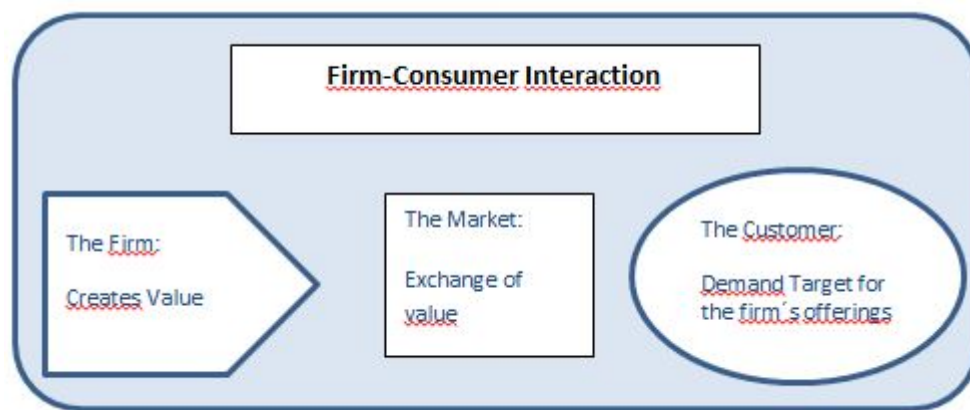 Firm-Consumer Interaction
The Firm:
Creates Value
The Market:
Exchange of
value
The Customer:
Demand Target for
the firm´s offerings